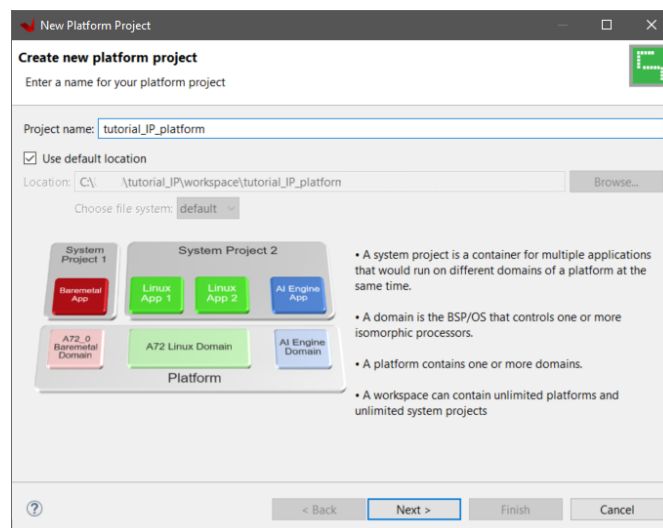 New Platform Project
Create new platform project
Enter a name for your platform project
Project name: tutorial_IP_platform
Use default location
Location: C:\ \tutorial_IP\workspace\tutorial_IP_platform
Browse...
Choose file system: default
System
Project 1
System Project 2
Baremetal
App
Linux
App 1
Linux
App 2
AI Engine
App
A72_0
Baremetal
Domain
A72 Linux Domain
AI Engine
Domain
Platform
• A system project is a container for multiple applications
that would run on different domains of a platform at the
same time.
• A domain is the BSP/OS that controls one or more
isomorphic processors.
• A platform contains one or more domains.
• A workspace can contain unlimited platforms and
unlimited system projects
?
< Back
Next >
Finish
Cancel